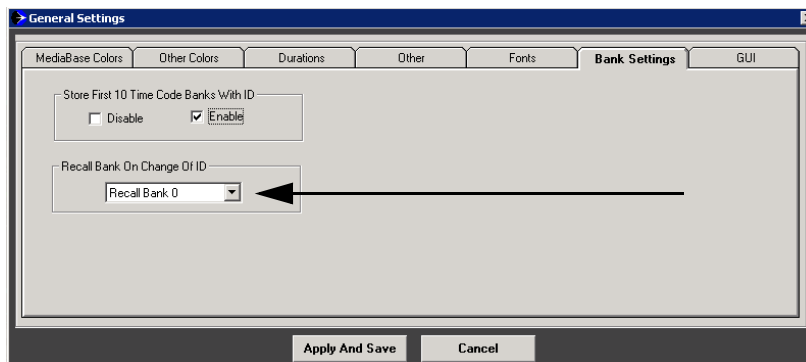 General Settings
MediaBase Colors Other Colors Durations Other Fonts Bank Settings GUI
Store First 10 Time Code Banks With ID
Disable Enable
Recall Bank On Change Of ID
Recall Bank 0
Apply And Save Cancel